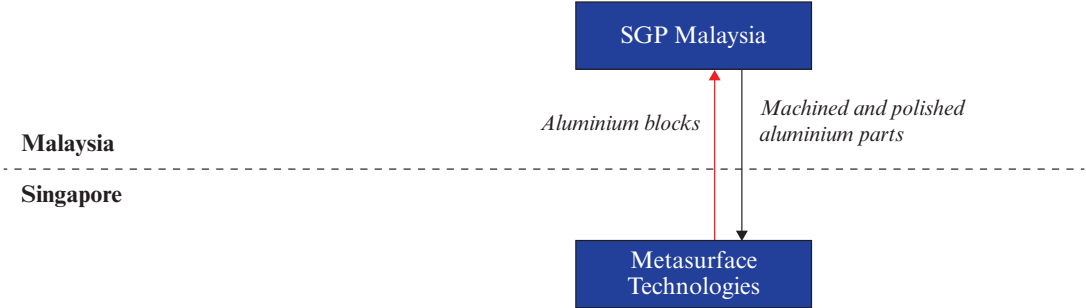 SGP Malaysia
Aluminium blocks
Machined and polished
aluminium parts
Malaysia
Singapore
Metasurface
Technologies